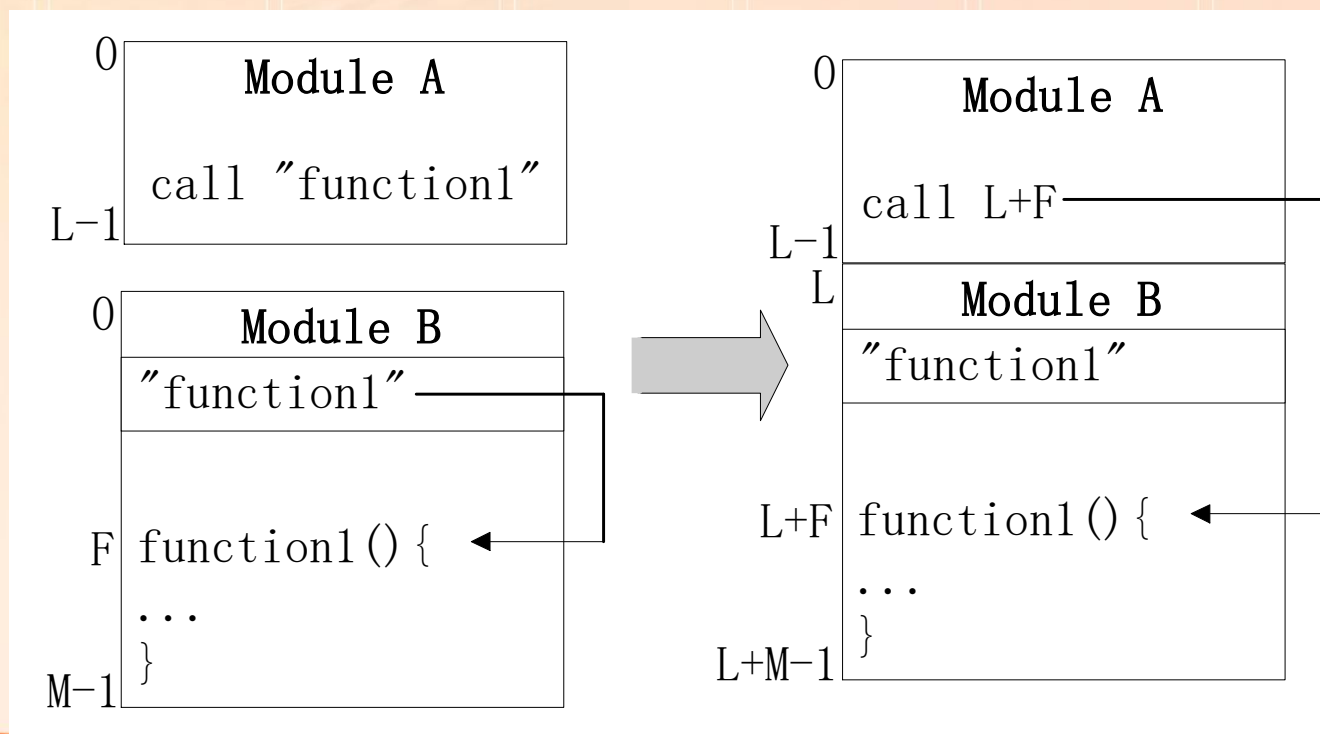 0
Module A
call "function1"
L-1
0
Module B
"function1"
F
function1(){
...
}
M-1
0
Module A
call L+F
L-1
L
Module B
"function1"
L+F
function1(){
...
}
L+M-1